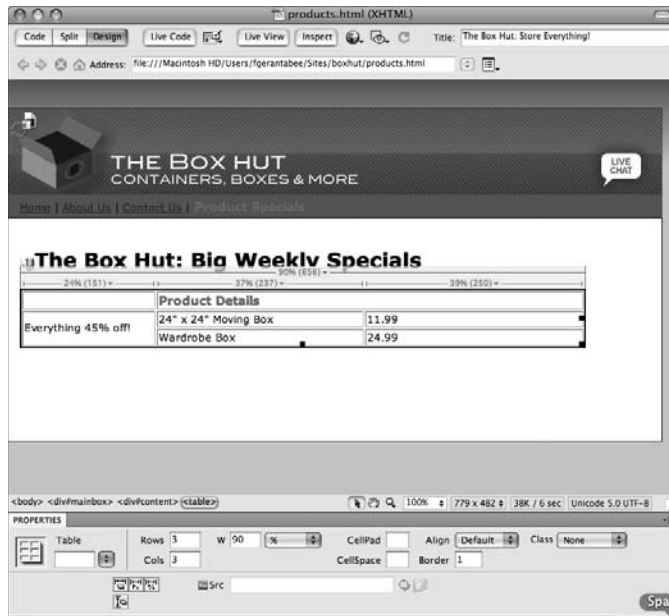 products.html (XHTML)
Code Split Design Live Code Live View Inspect Title: The Box Hut: Store Everything!
Address: file:///Macintosh HD/Users/fgerantabee/Sites/boxhut/products.html
THE BOX HUT
CONTAINERS, BOXES & MORE
LIVE CHAT
Home | About Us | Contact Us | Product Specials
The Box Hut: Big Weekly Specials
90% (656)
24% (151) 37% (237) 39% (250)
Product Details
Everything 45% off!
24" x 24" Moving Box 11.99
Wardrobe Box 24.99
<body> <div#mainbox> <div#content> <table> 100% 779 x 482 38K / 6 sec Unicode 5.0 UTF-8
PROPERTIES
Table Rows 3 W 90 % CellPad Align Default Class None
Cols 3 CellSpace Border 1
Src
Spa